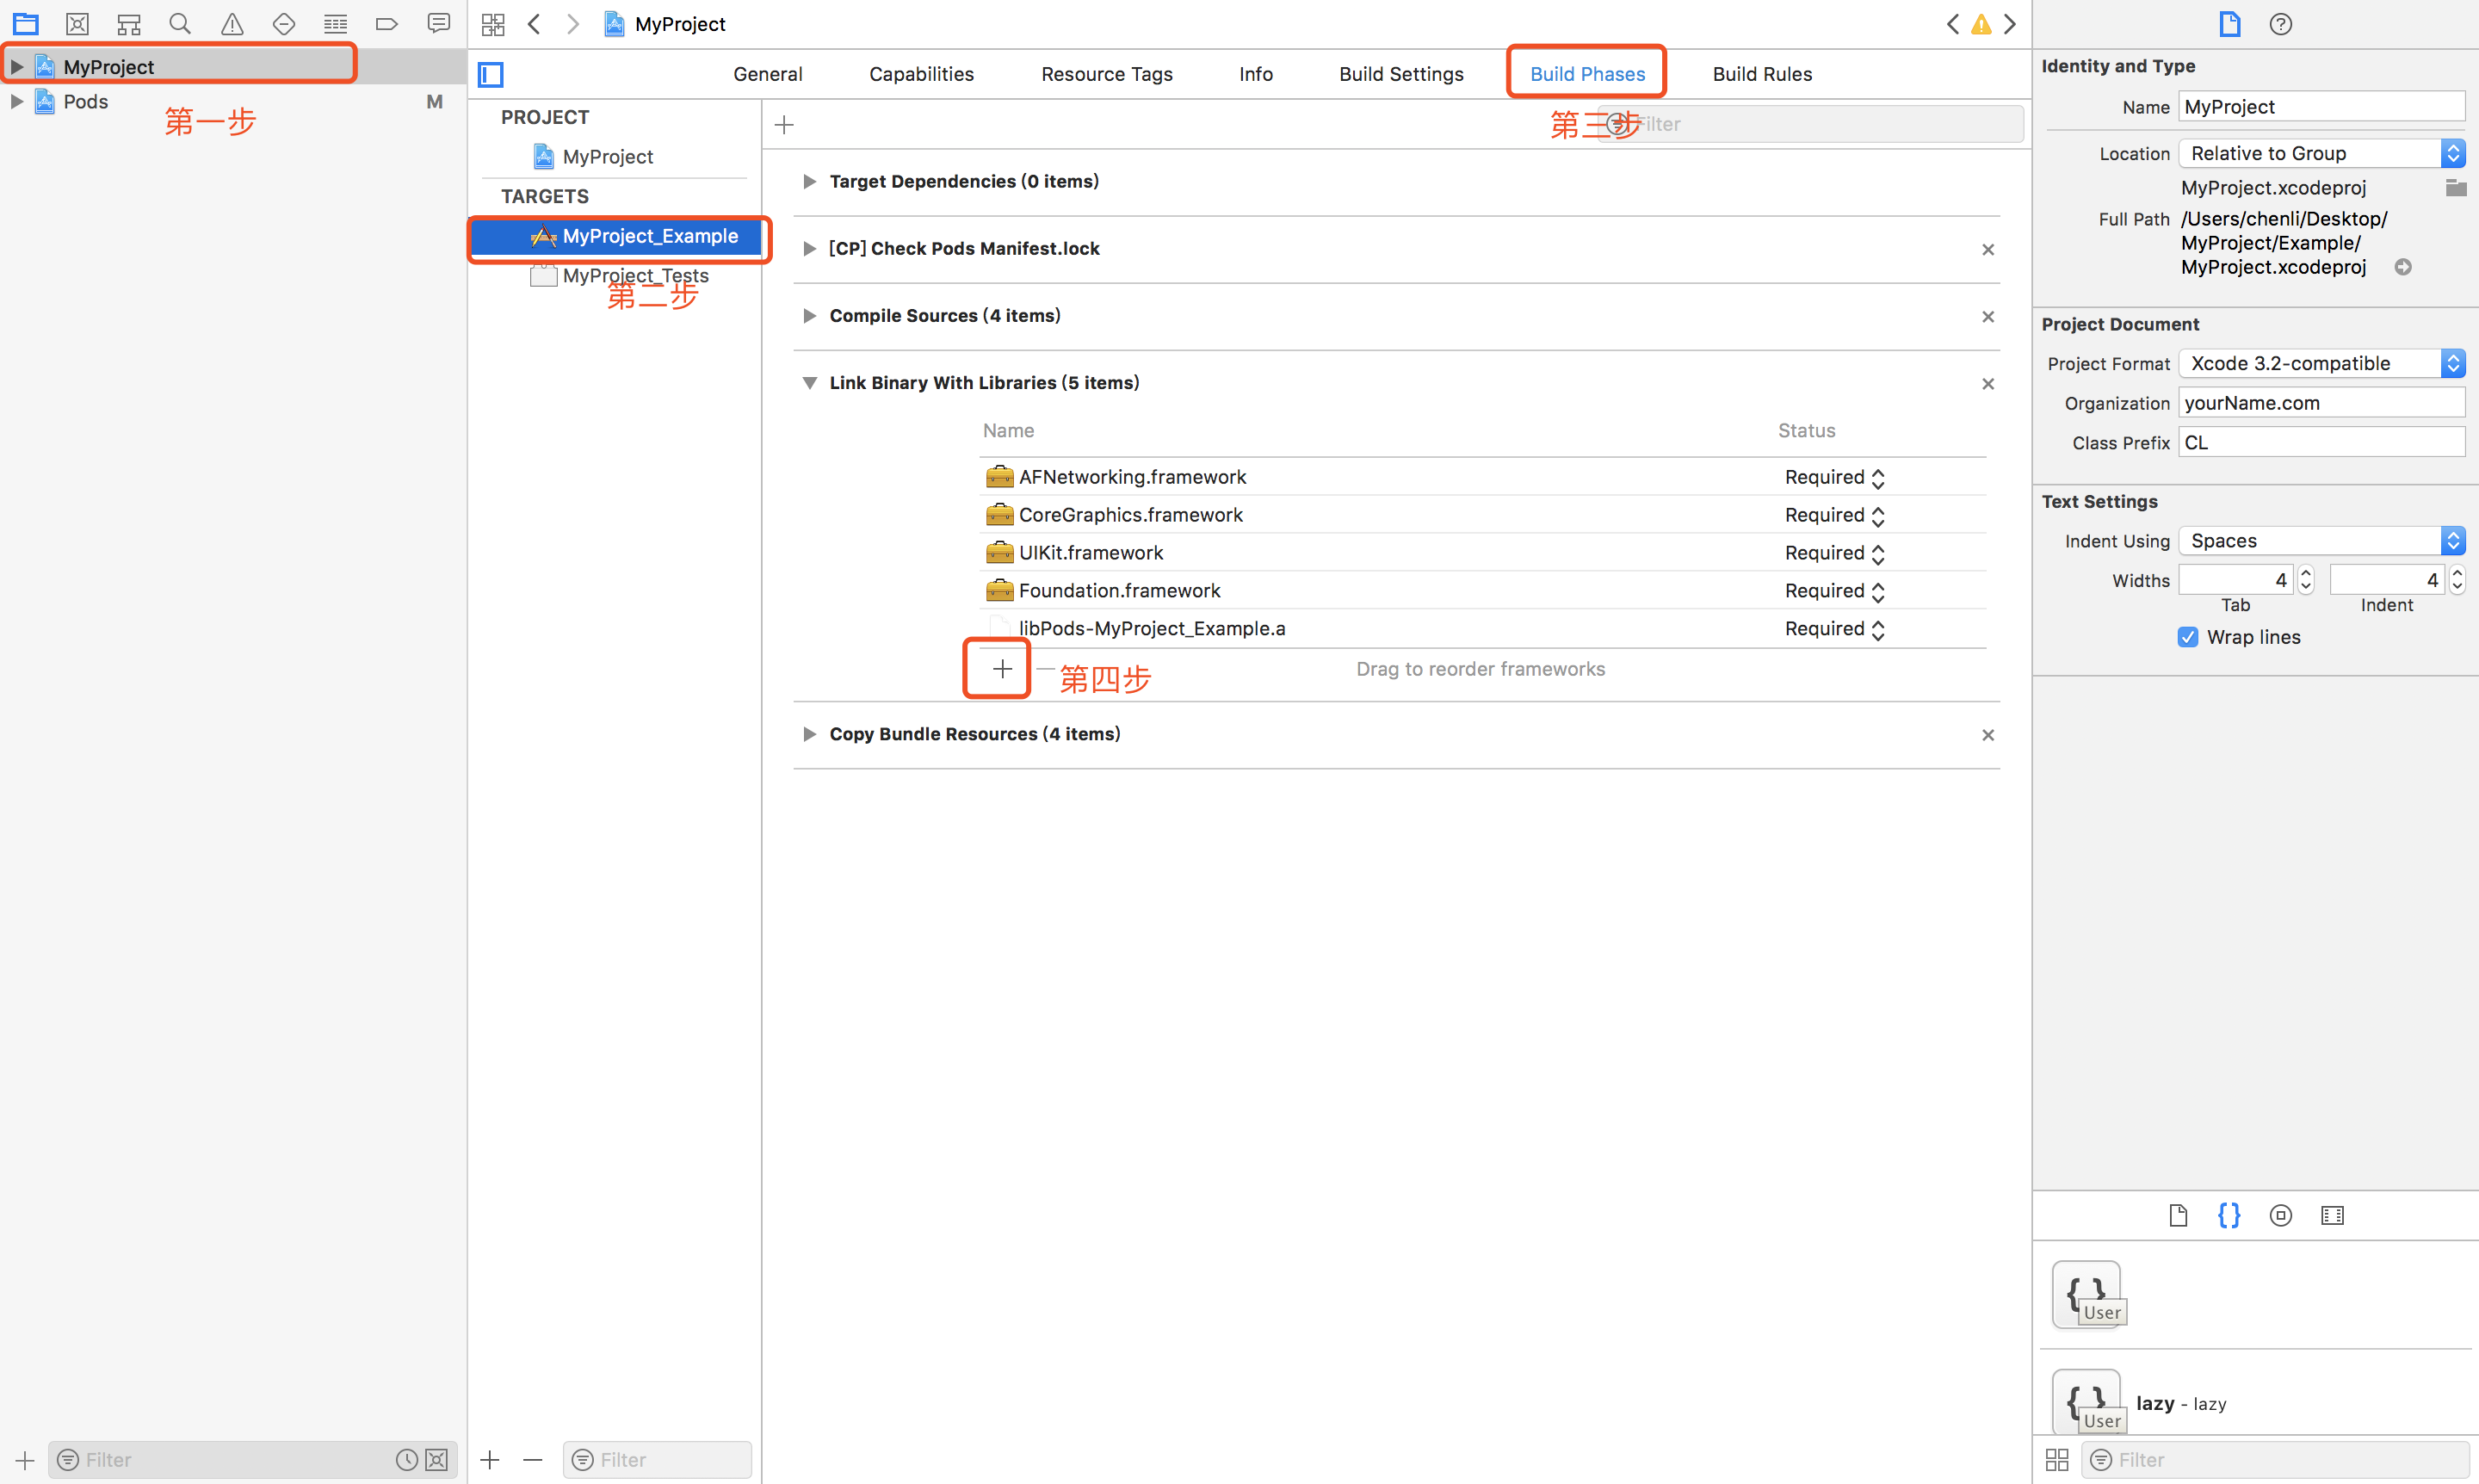 MyProject
MyProject
Pods
M
第一步
General
Capabilities
Resource Tags
Info
Build Settings
Build Phases
Build Rules
PROJECT
MyProject
TARGETS
MyProject_Example
MyProject_Tests
第二步
第三步
Filter
Target Dependencies (0 items)
[CP] Check Pods Manifest.lock
Compile Sources (4 items)
Link Binary With Libraries (5 items)
Name
Status
AFNetworking.framework
Required
CoreGraphics.framework
Required
UIKit.framework
Required
Foundation.framework
Required
libPods-MyProject_Example.a
Required
第四步
Drag to reorder frameworks
Copy Bundle Resources (4 items)
Identity and Type
Name
MyProject
Location
Relative to Group
MyProject.xcodeproj
Full Path
/Users/chenli/Desktop/
MyProject/Example/
MyProject.xcodeproj
Project Document
Project Format
Xcode 3.2-compatible
Organization
yourName.com
Class Prefix
CL
Text Settings
Indent Using
Spaces
Widths
4
4
Tab
Indent
Wrap lines
{ }
User
{ }
User
lazy - lazy
Filter
Filter
Filter